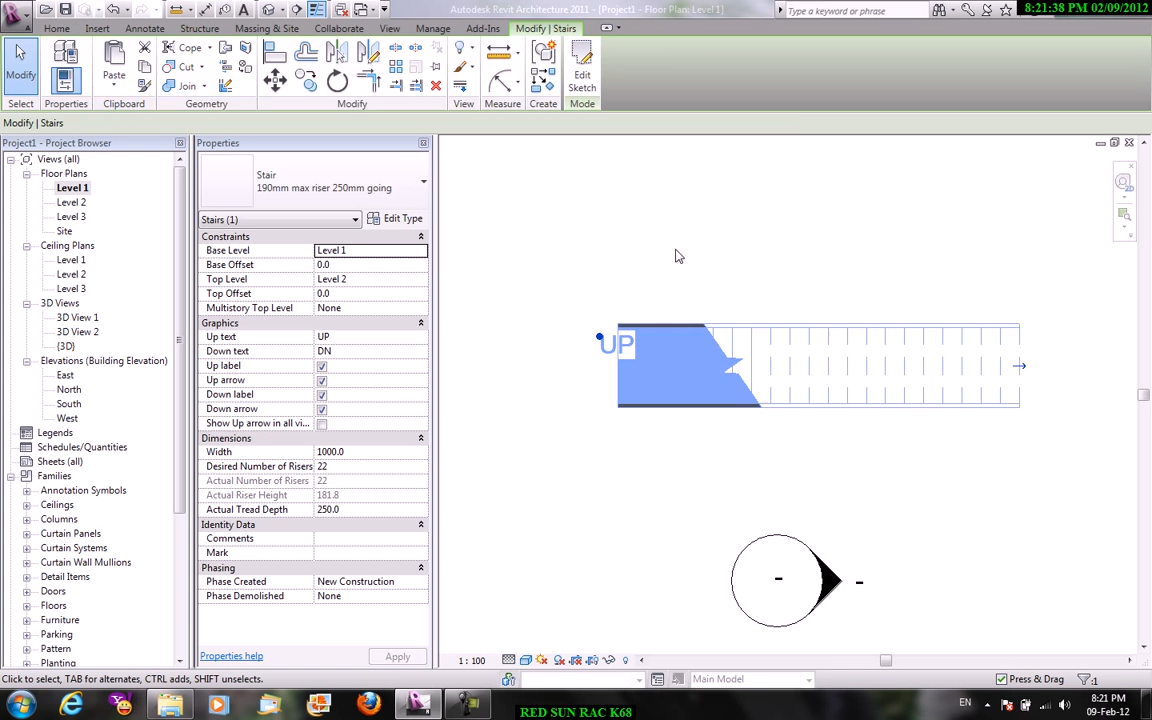 Autodesk Revit Architecture 2011 - [Project1 - Floor Plan: Level 1]
Type a keyword or phrase
8:21:38 PM 02/09/2012
Home Insert Annotate Structure Massing & Site Collaborate View Manage Add-Ins Modify | Stairs
Modify Paste Cope Cut Join Edit Sketch
Select Properties Clipboard Geometry Modify View Measure Create Mode
Modify | Stairs
Project1 - Project Browser
Views (all)
Floor Plans
Level 1
Level 2
Level 3
Site
Ceiling Plans
Level 1
Level 2
Level 3
3D Views
3D View 1
3D View 2
{3D}
Elevations (Building Elevation)
East
North
South
West
Legends
Schedules/Quantities
Sheets (all)
Families
Annotation Symbols
Ceilings
Columns
Curtain Panels
Curtain Systems
Curtain Wall Mullions
Detail Items
Doors
Floors
Furniture
Parking
Pattern
Planting
Properties
Stair
190mm max riser 250mm going
Stairs (1) Edit Type
Constraints
Base Level Level 1
Base Offset 0.0
Top Level Level 2
Top Offset 0.0
Multistory Top Level None
Graphics
Up text UP
Down text DN
Up label
Up arrow
Down label
Down arrow
Show Up arrow in all vi...
Dimensions
Width 1000.0
Desired Number of Risers 22
Actual Number of Risers 22
Actual Riser Height 181.8
Actual Tread Depth 250.0
Identity Data
Comments
Mark
Phasing
Phase Created New Construction
Phase Demolished None
Properties help Apply
UP
2D
1 : 100
Click to select, TAB for alternates, CTRL adds, SHIFT unselects.
Main Model
Press & Drag :1
EN 8:21 PM
09-Feb-12
RED SUN RAC K68